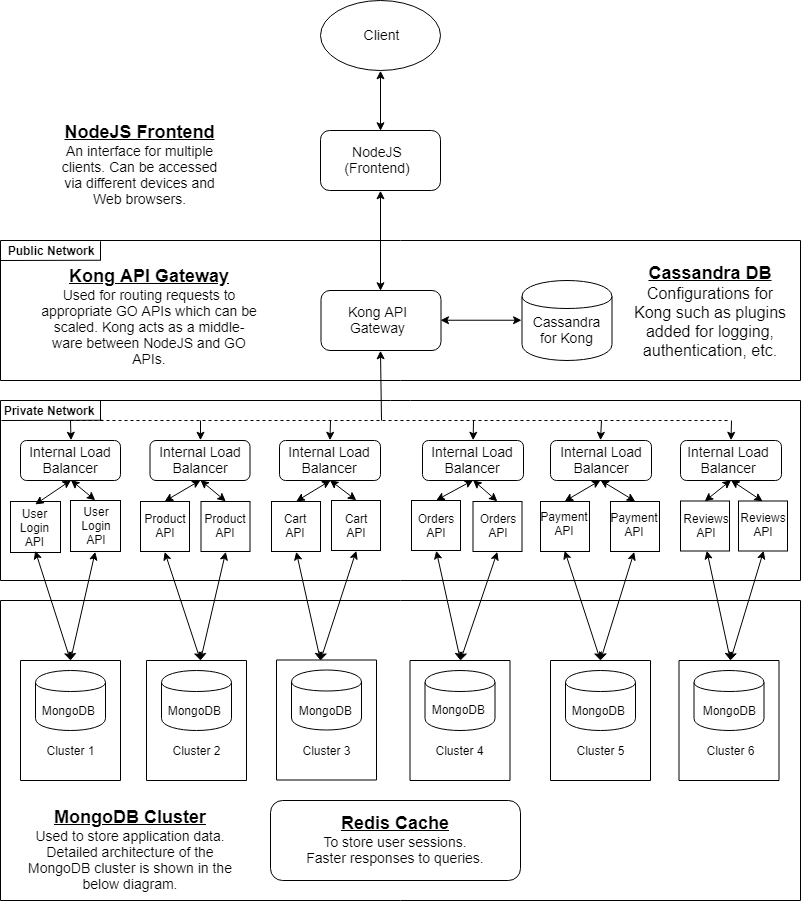 Client
NodeJS Frontend
An interface for multiple
clients. Can be accessed
via different devices and
Web browsers.
NodeJS
(Frontend)
Public Network
Kong API Gateway
Used for routing requests to
appropriate GO APIs which can be
scaled. Kong acts as a middle-
ware between NodeJS and GO
APIs.
Kong API
Gateway
Cassandra
for Kong
Cassandra DB
Configurations for
Kong such as plugins
added for logging,
authentication, etc.
Private Network
Internal Load
Balancer
Internal Load
Balancer
Internal Load
Balancer
Internal Load
Balancer
Internal Load
Balancer
Internal Load
Balancer
User
Login
API
User
Login
API
Product
API
Product
API
Cart
API
Cart
API
Orders
API
Orders
API
Payment
API
Payment
API
Reviews
API
Reviews
API
MongoDB
Cluster 1
MongoDB
Cluster 2
MongoDB
Cluster 3
MongoDB
Cluster 4
MongoDB
Cluster 5
MongoDB
Cluster 6
MongoDB Cluster
Used to store application data.
Detailed architecture of the
MongoDB cluster is shown in the
below diagram.
Redis Cache
To store user sessions.
Faster responses to queries.